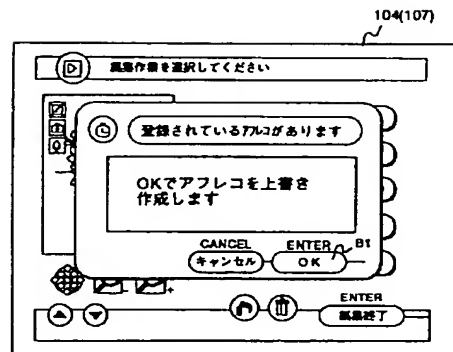 104(107)
編集作業を選択してください
登録されているアフレコがあります
OKでアフレコを上書き
作成します
CANCEL ENTER B1
キャンセル OK
ENTER
編集終了